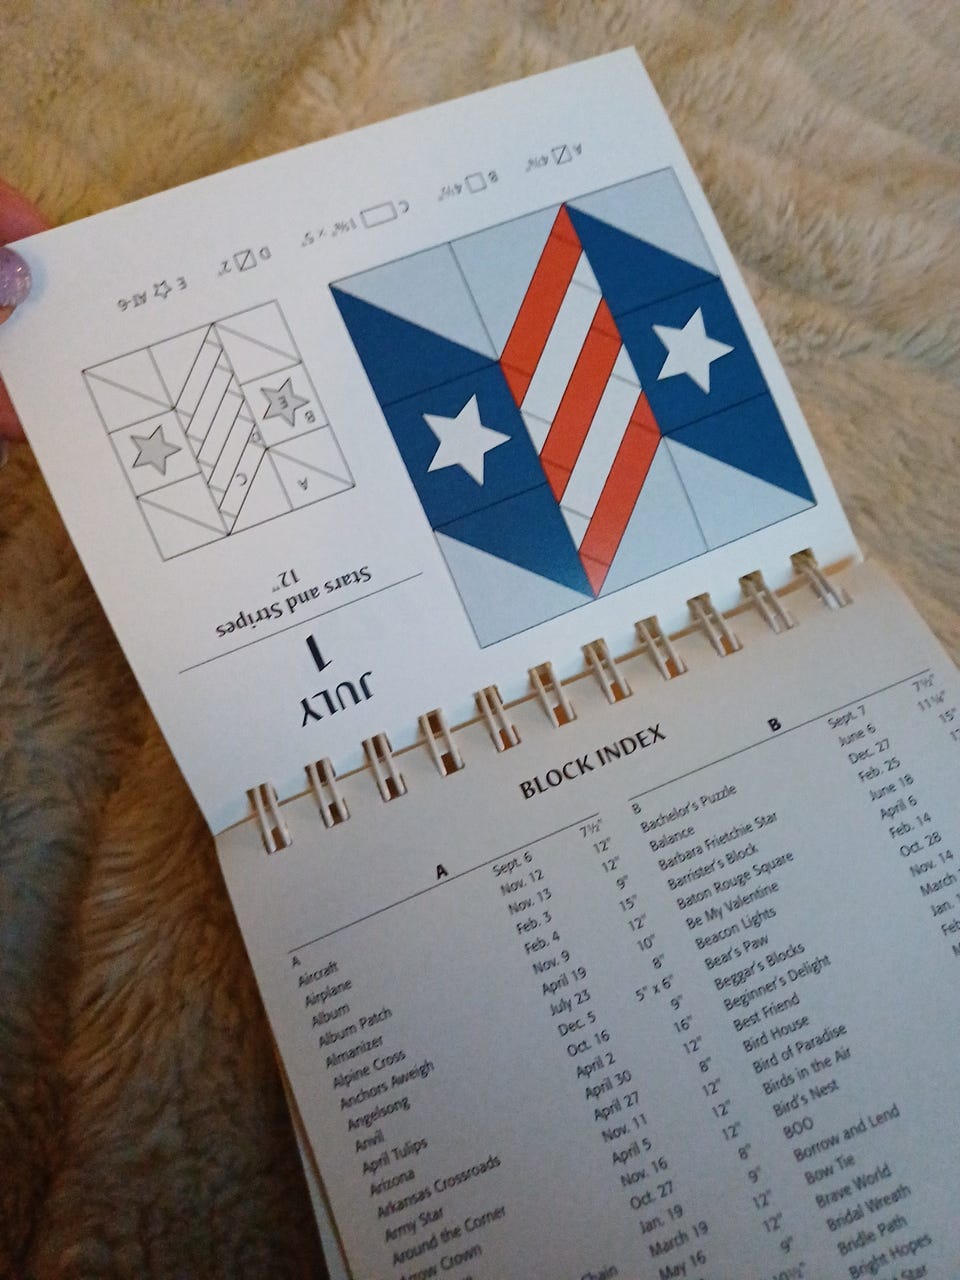 JULY
1
Stars and Stripes
12"
A
B
C
D
E
A 4⅞"
B 4½"
C × 5"
D 2"
E
BLOCK INDEX
A
A Sept. 6 7½"
Aircraft Nov. 12 12"
Airplane Nov. 13 12"
Album Feb. 3 9"
Album Patch Feb. 4 15"
Almanizer Nov. 9 12"
Alpine Cross April 19 10"
Anchors Aweigh July 23 8"
Angelsong Dec. 5 5" x 6"
Anvil Oct. 16 9"
April Tulips April 2 16"
Arizona April 30 12"
Arkansas Crossroads April 27 8"
Army Star Nov. 11 12"
Around the Corner April 5 12"
Arrow Crown Nov. 16 12"
Oct. 27 8"
Jan. 19 9"
Chain March 19 12"
May 16 12"
9"
B
B Sept. 7 7½"
Bachelor's Puzzle June 6 11¼"
Balance Dec. 27 15"
Barbara Frietchie Star Feb. 25
Barrister's Block June 18
Baton Rouge Square April 6
Be My Valentine Feb. 14
Beacon Lights Oct. 28
Bear's Paw Nov. 14
Beggar's Blocks March
Beginner's Delight Jan.
Best Friend Feb
Bird House
Bird of Paradise
Birds in the Air
Bird's Nest
BOO
Borrow and Lend
Bow Tie
Brave World
Bridal Wreath
Bridle Path
Bright Hopes
Star